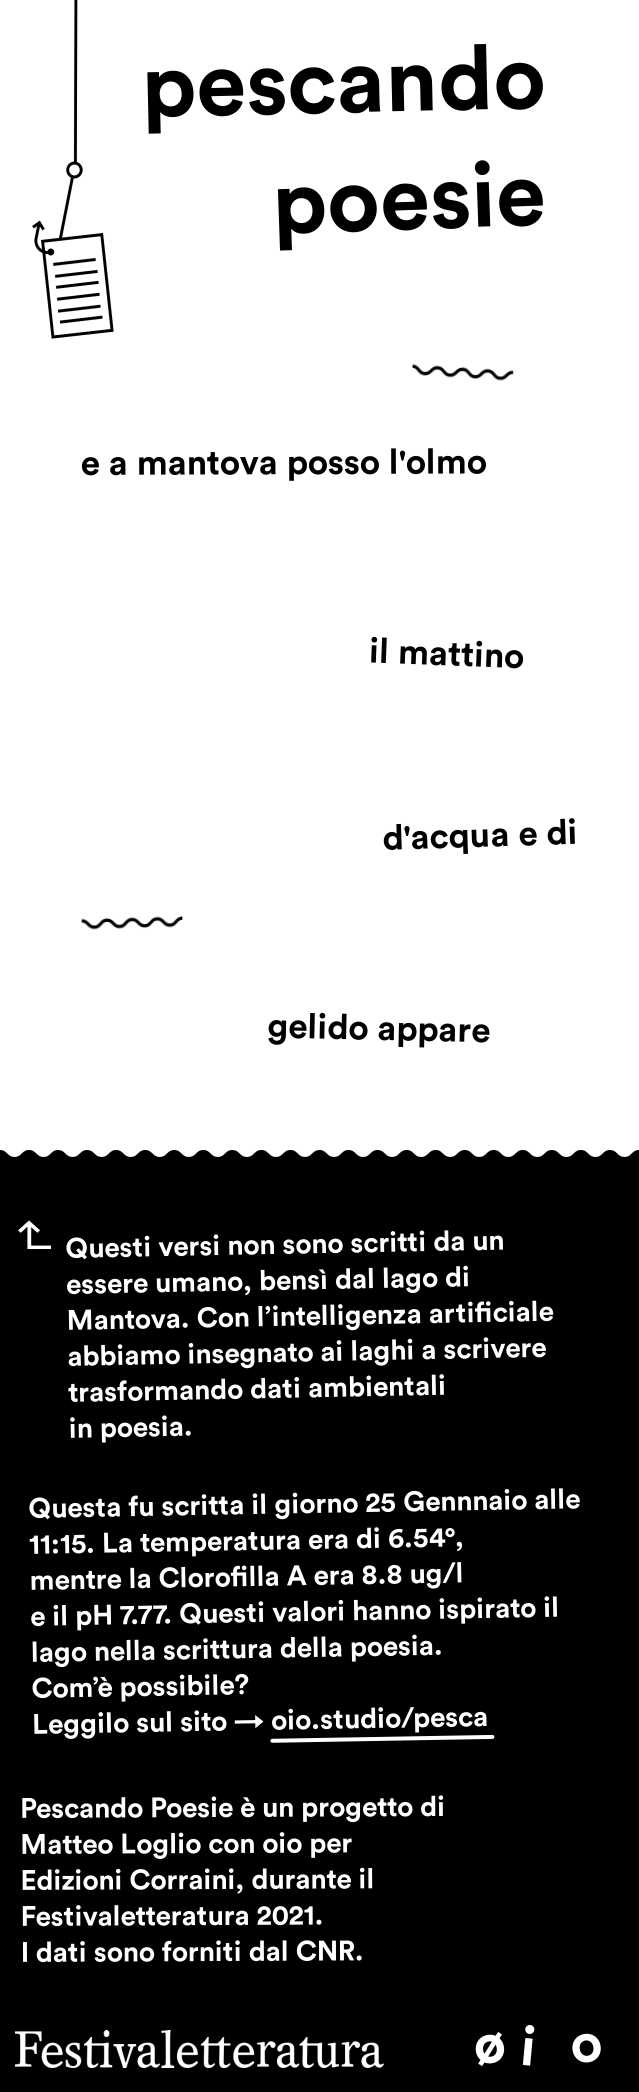 pescando
poesie
e a mantova posso l'olmo
il mattino
d'acqua e di
gelido appare
Questi versi non sono scritti da un
essere umano, bensì dal lago di
Mantova. Con l’intelligenza artificiale
abbiamo insegnato ai laghi a scrivere
trasformando dati ambientali
in poesia.
Questa fu scritta il giorno 25 Gennnaio alle
11:15. La temperatura era di 6.54°,
mentre la Clorofilla A era 8.8 ug/l
e il pH 7.77. Questi valori hanno ispirato il
lago nella scrittura della poesia.
Com’è possibile?
Leggilo sul sito → oio.studio/pesca
Pescando Poesie è un progetto di
Matteo Loglio con oio per
Edizioni Corraini, durante il
Festivaletteratura 2021.
I dati sono forniti dal CNR.
Festivaletteratura øi o